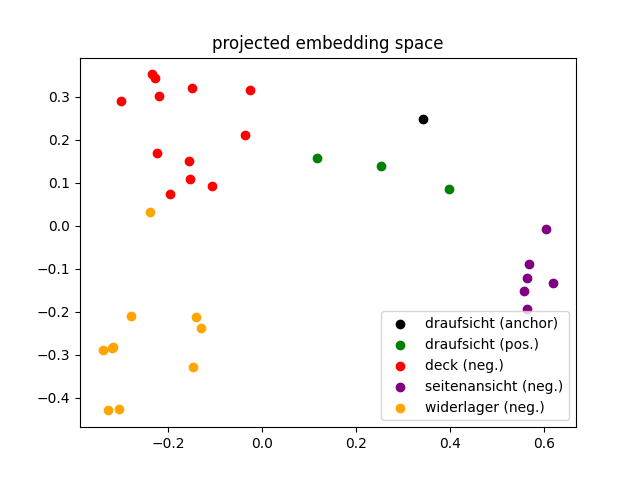 projected embedding space
0.3
0.2
0.1
0.0
−0.1
−0.2
−0.3
−0.4
−0.2
0.0
0.2
0.4
0.6
draufsicht (anchor)
draufsicht (pos.)
deck (neg.)
seitenansicht (neg.)
widerlager (neg.)